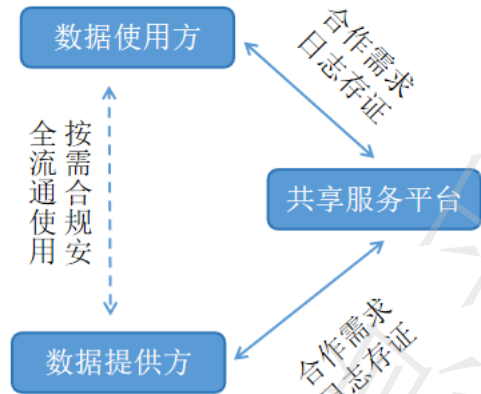 数据使用方
合作需求
日志存证
按需合规安
全流通使用
共享服务平台
数据提供方
合作需求
日志存证